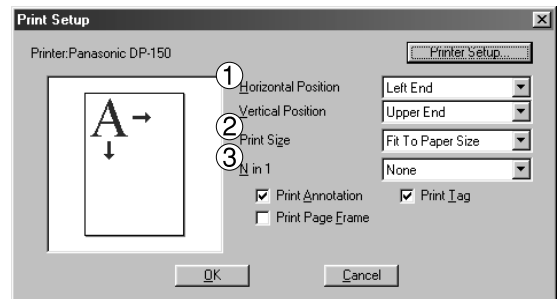 Print Setup
Printer:Panasonic DP-150
Printer Setup...
A
1
Horizontal Position
Left End
Vertical Position
Upper End
2
Print Size
Fit To Paper Size
3
N in 1
None
Print Annotation
Print Tag
Print Page Frame
OK
Cancel